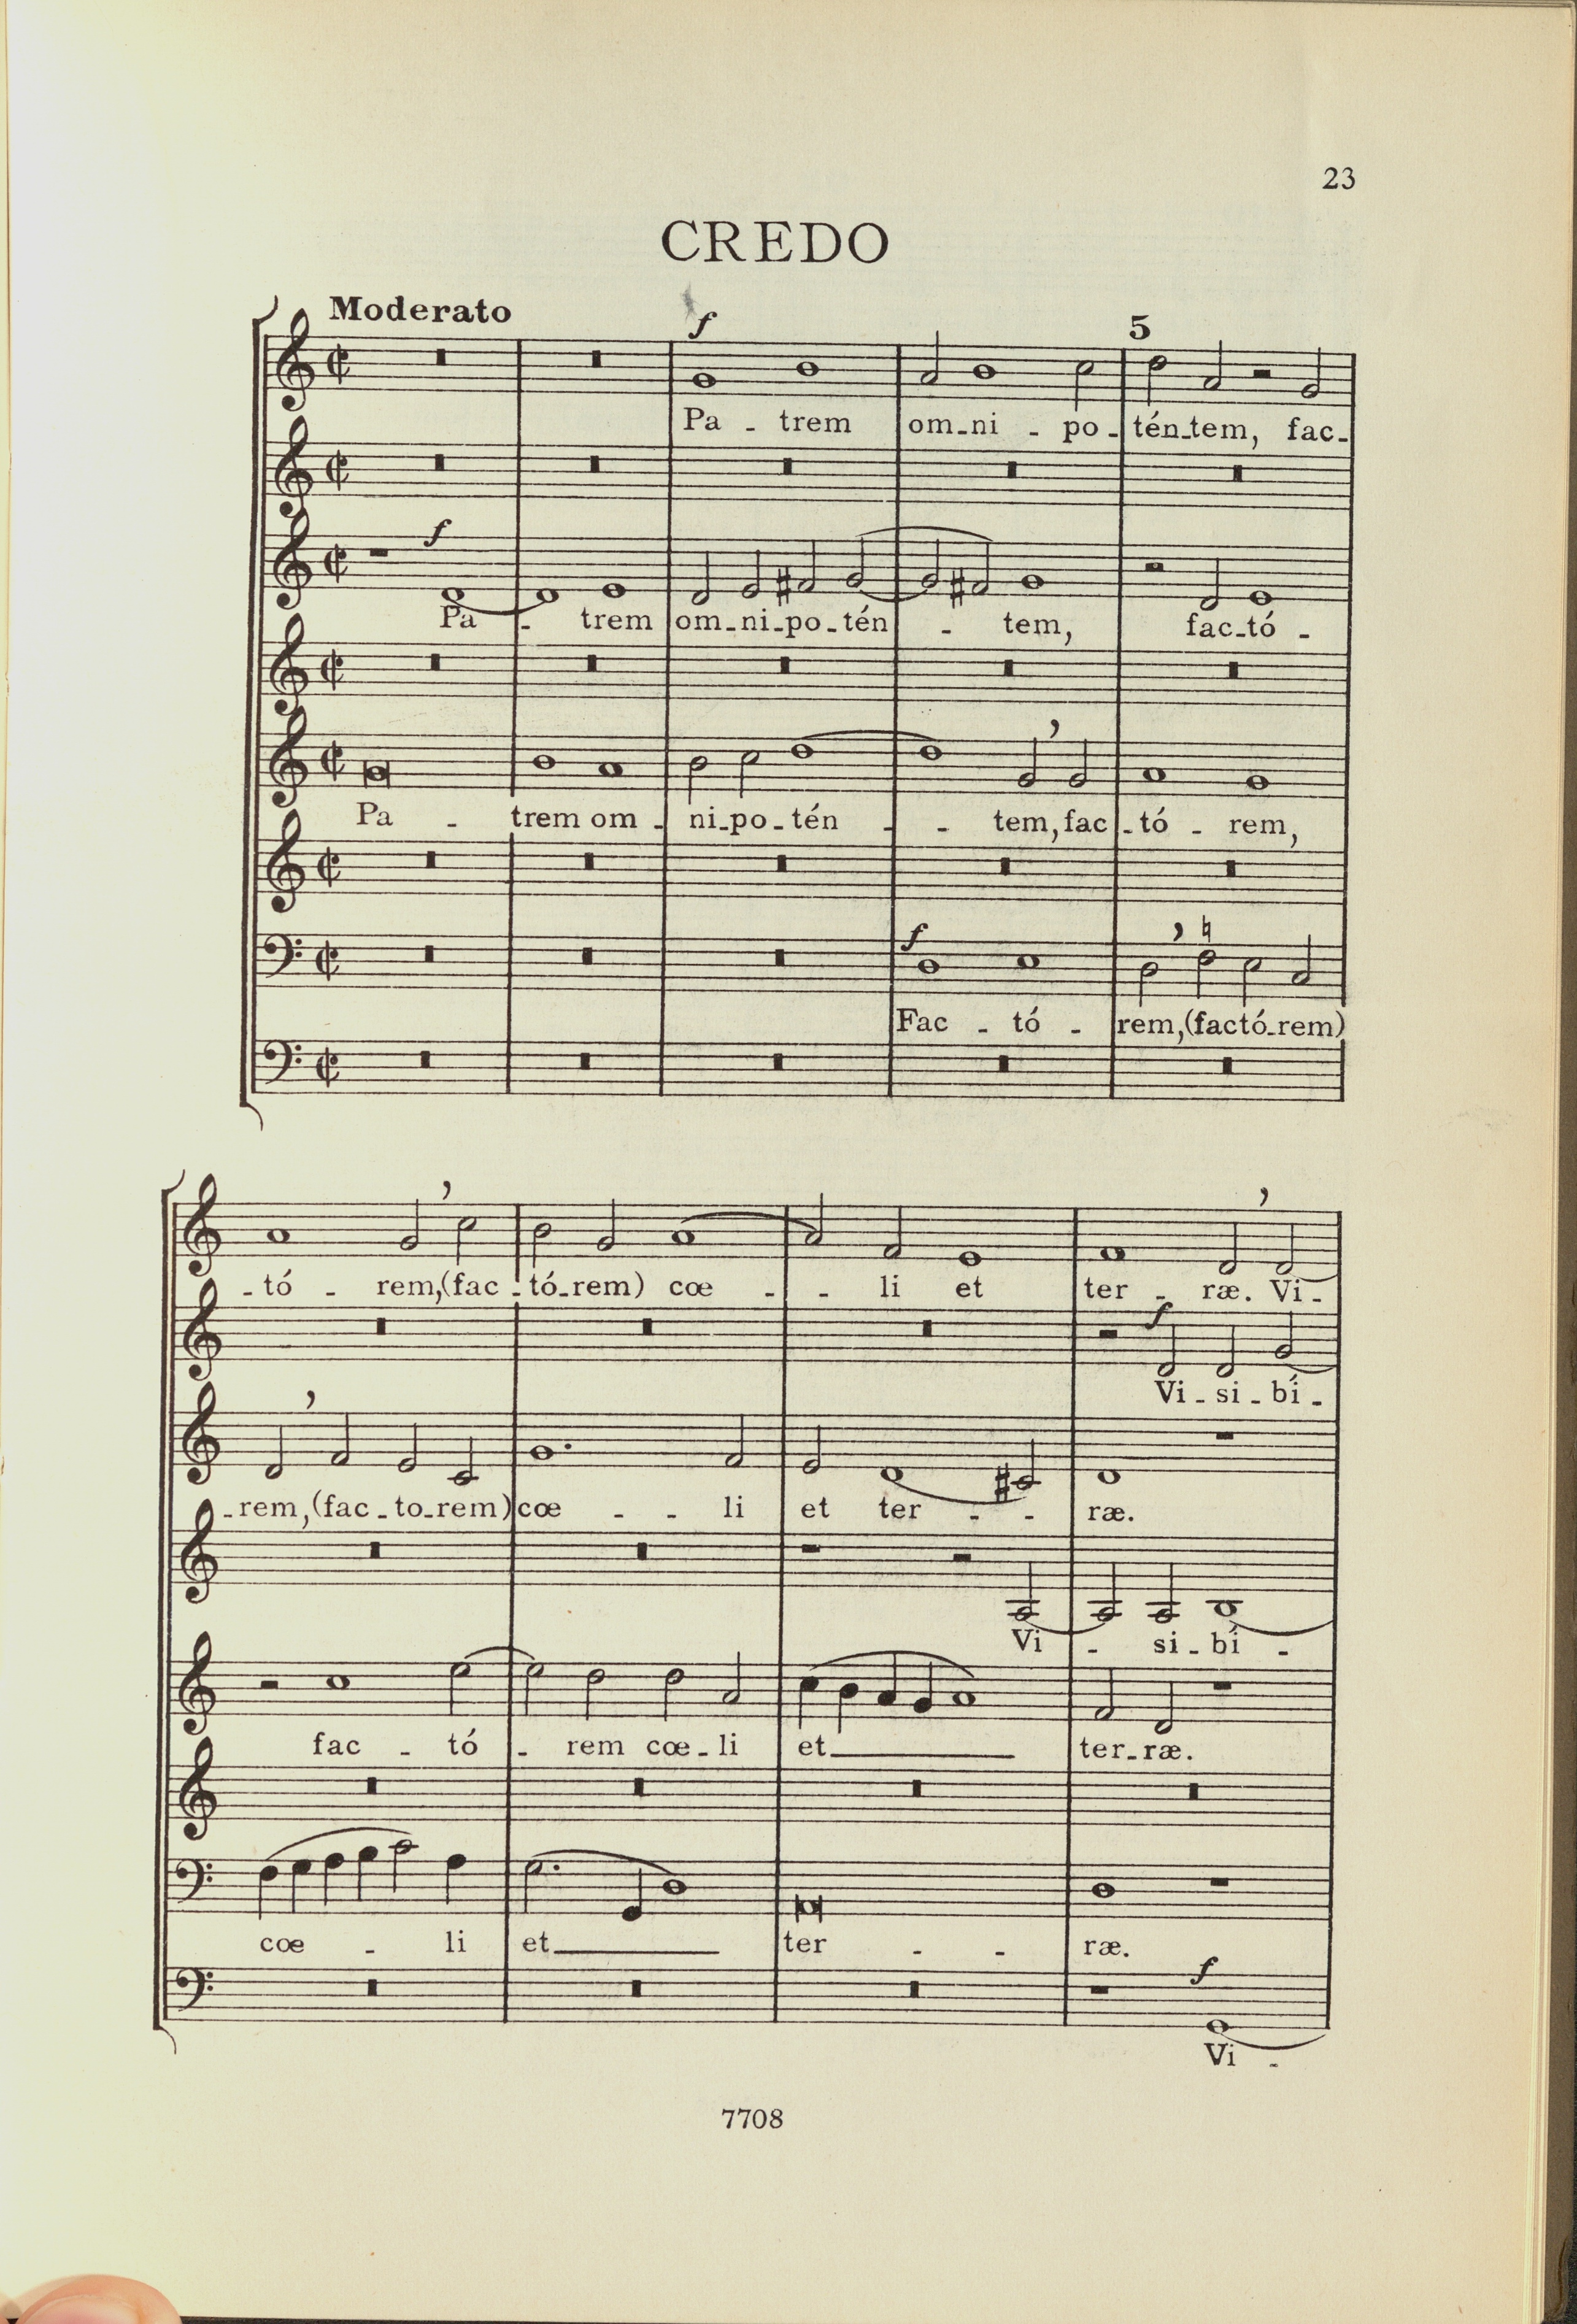 23
CREDO
Moderato
f
5
Pa - trem om-ni - po - tén-tem, fac-
f
Pa - trem om-ni-po-tén - tem, fac-tó -
Pa - trem om - ni-po-tén - - tem, fac - tó - rem,
f
Fac - tó - rem, (factó-rem)
- tó - rem, (fac - tó-rem) cœ - - li et ter - ræ. Vi -
f
Vi - si - bí -
- rem, (fac - to-rem) cœ - - li et ter - - ræ.
Vi - si - bí -
fac - tó - rem cœ - li et ter-ræ.
cœ - li et ter - - ræ.
f
Vi -
7708